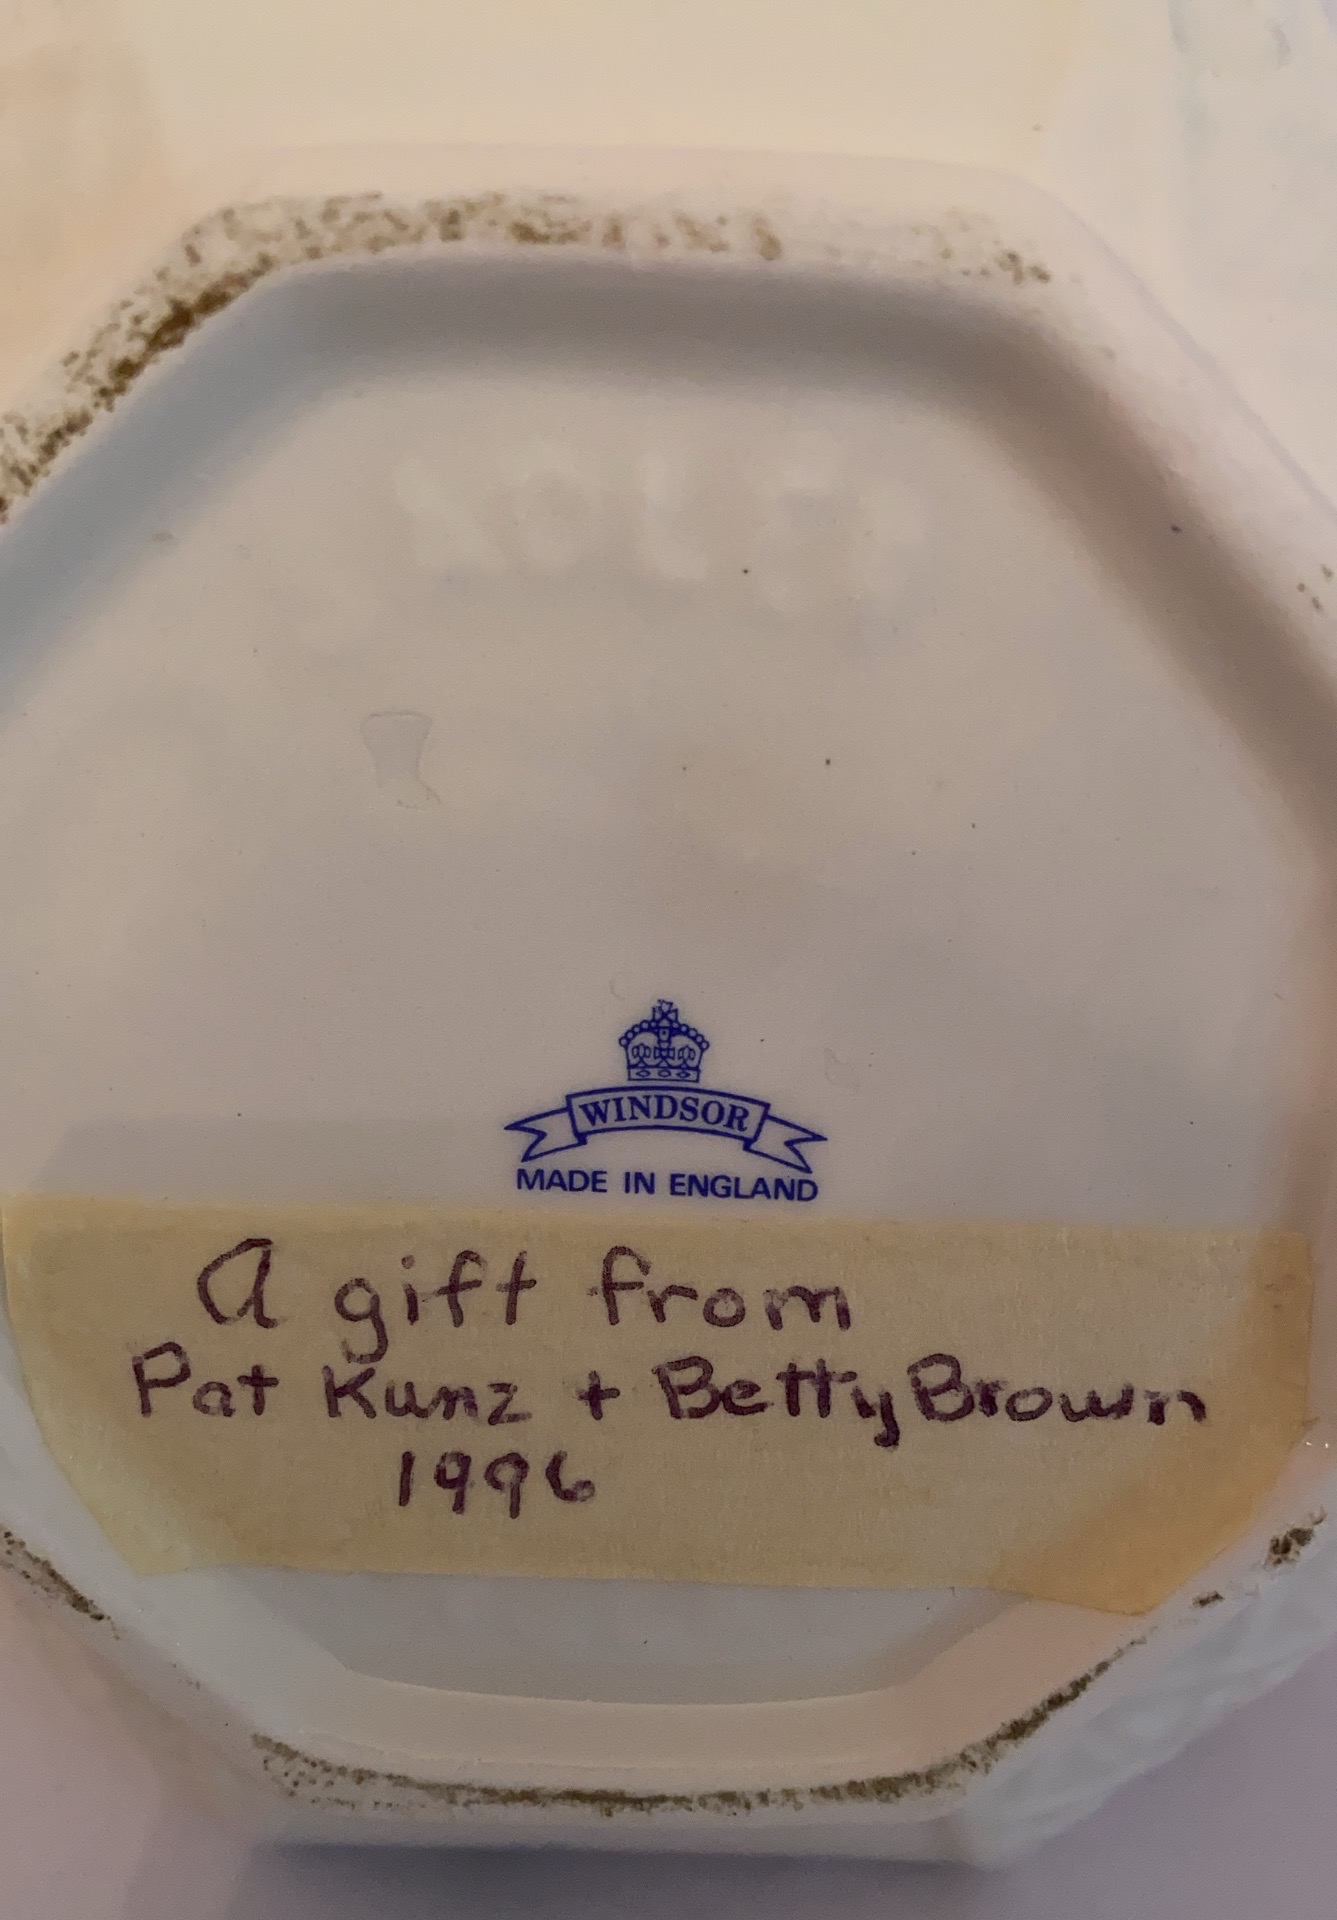 WINDSOR
MADE IN ENGLAND
A gift from
Pat Kunz + Betty Brown
1996